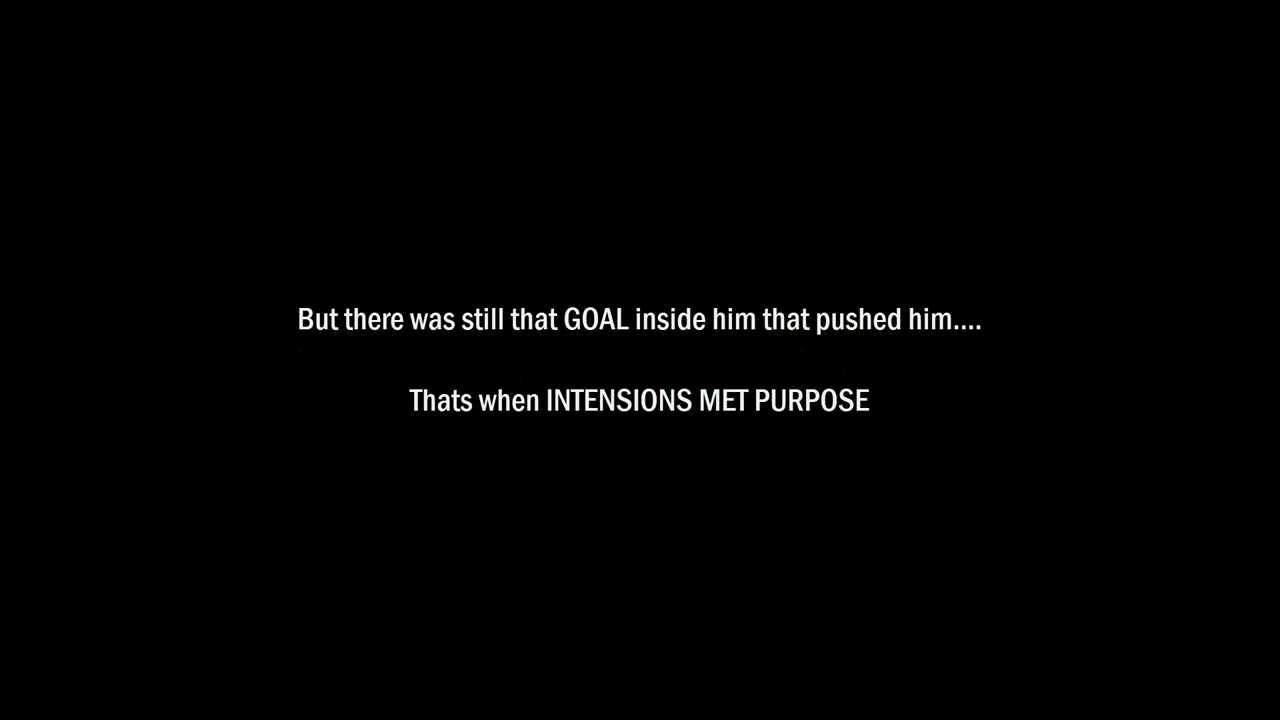 But there was still that GOAL inside him that pushed him....
Thats when INTENSIONS MET PURPOSE